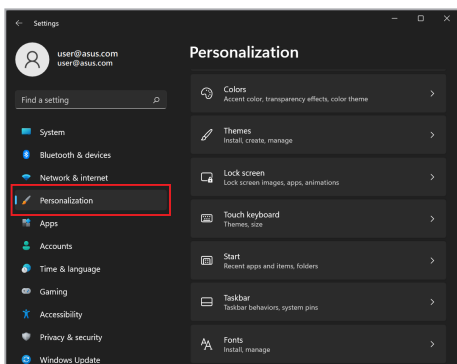 Settings
user@asus.com
user@asus.com
Find a setting
System
Bluetooth & devices
Network & internet
Personalization
Apps
Accounts
Time & language
Gaming
Accessibility
Privacy & security
Windows Update
Personalization
Colors
Accent color, transparency effects, color theme
Themes
Install, create, manage
Lock screen
Lock screen images, apps, animations
Touch keyboard
Themes, size
Start
Recent apps and items, folders
Taskbar
Taskbar behaviors, system pins
Fonts
Install, manage